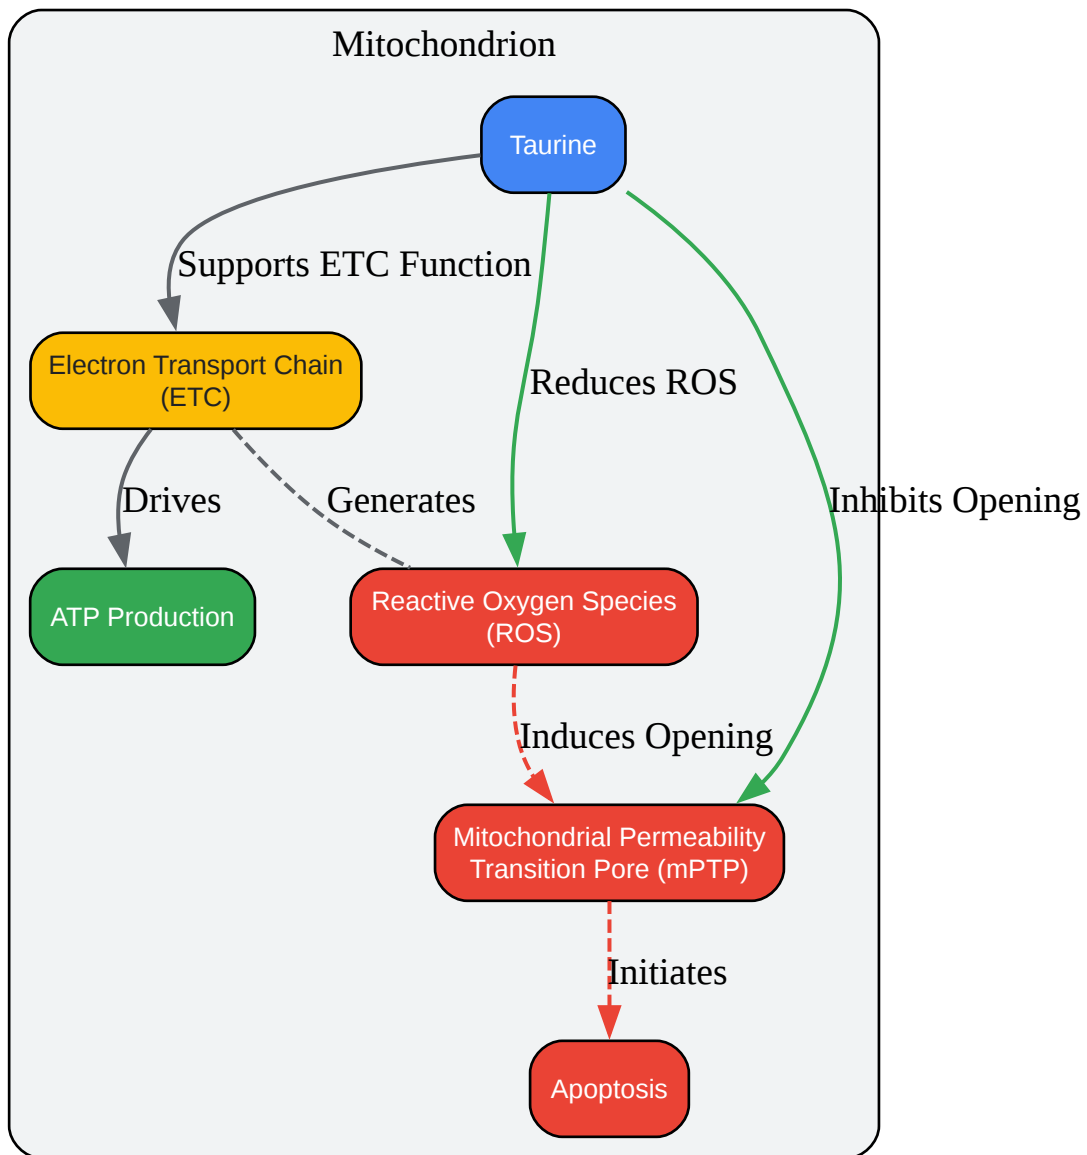 Mitochondrion
Taurine
Supports ETC Function
Electron Transport Chain
(ETC)
Reduces ROS
Drives
Generates
Inhibits Opening
ATP Production
Reactive Oxygen Species
(ROS)
Induces Opening
Mitochondrial Permeability
Transition Pore (mPTP)
Initiates
Apoptosis